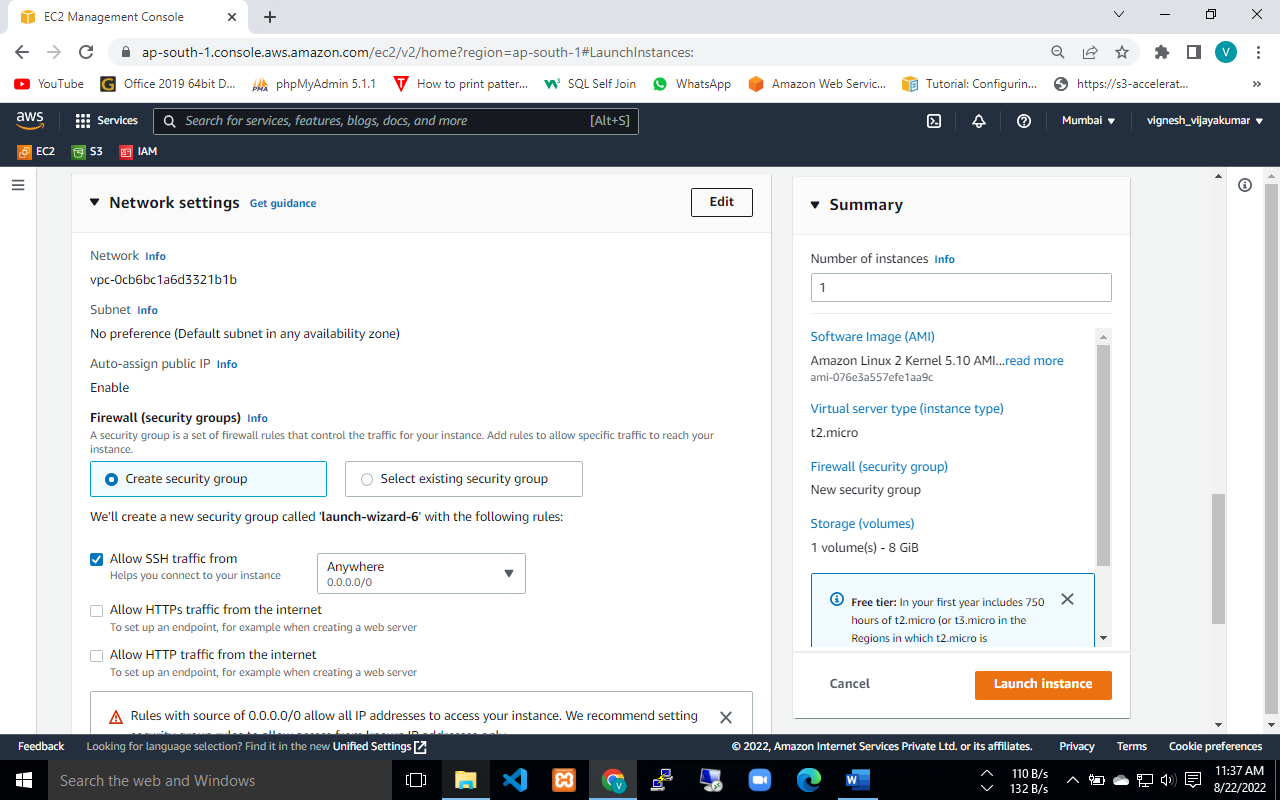 EC2 Management Console
ap-south-1.console.aws.amazon.com/ec2/v2/home?region=ap-south-1#LaunchInstances:
V
YouTube
Office 2019 64bit D...
PMA
phpMyAdmin 5.1.1
How to print patter...
SQL Self Join
WhatsApp
Amazon Web Servic...
Tutorial: Configurin...
https://s3-accelerat...
»
aws
Services
Search for services, features, blogs, docs, and more
[Alt+S]
Mumbai
vignesh_vijayakumar
EC2
S3
IAM
Network settings Get guidance
Edit
Network Info
vpc-0cb6bc1a6d3321b1b
Subnet Info
No preference (Default subnet in any availability zone)
Auto-assign public IP Info
Enable
Firewall (security groups) Info
A security group is a set of firewall rules that control the traffic for your instance. Add rules to allow specific traffic to reach your
instance.
Create security group
Select existing security group
We'll create a new security group called 'launch-wizard-6' with the following rules:
Allow SSH traffic from
Helps you connect to your instance
Anywhere
0.0.0.0/0
Allow HTTPs traffic from the internet
To set up an endpoint, for example when creating a web server
Allow HTTP traffic from the internet
To set up an endpoint, for example when creating a web server
Rules with source of 0.0.0.0/0 allow all IP addresses to access your instance. We recommend setting
security group rules to allow access from known IP addresses only.
Summary
Number of instances Info
1
Software Image (AMI)
Amazon Linux 2 Kernel 5.10 AMI...read more
ami-076e3a557efe1aa9c
Virtual server type (instance type)
t2.micro
Firewall (security group)
New security group
Storage (volumes)
1 volume(s) - 8 GiB
Free tier: In your first year includes 750
hours of t2.micro (or t3.micro in the
Regions in which t2.micro is
Cancel
Launch instance
Feedback
Looking for language selection? Find it in the new Unified Settings
© 2022, Amazon Internet Services Private Ltd. or its affiliates.
Privacy
Terms
Cookie preferences
Search the web and Windows
110 B/s
132 B/s
11:37 AM
8/22/2022